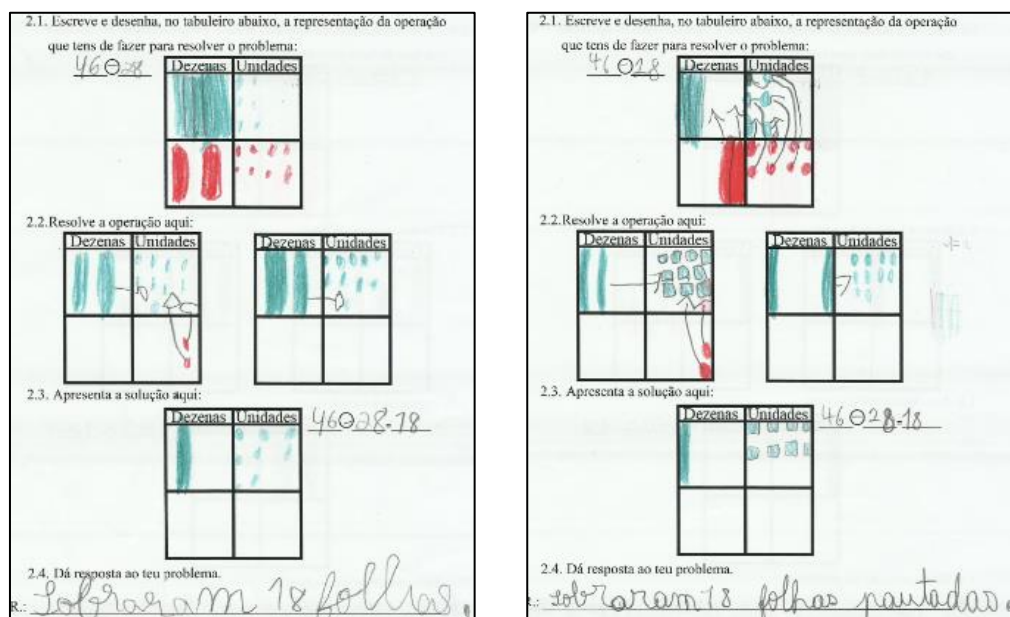 2.1. Escreve e desenha, no tabuleiro abaixo, a representação da operação
que tens de fazer para resolver o problema:
46⊖28
Dezenas Unidades
2.2.Resolve a operação aqui:
Dezenas Unidades
Dezenas Unidades
2.3. Apresenta a solução aqui:
Dezenas Unidades
46⊖28=18
2.4. Dá resposta ao teu problema.
R.: Sobraram 18 folhas.
2.1. Escreve e desenha, no tabuleiro abaixo, a representação da operação
que tens de fazer para resolver o problema:
46⊖28
Dezenas Unidades
2.2.Resolve a operação aqui:
Dezenas Unidades
Dezenas Unidades
2.3. Apresenta a solução aqui:
Dezenas Unidades
46⊖28=18
2.4. Dá resposta ao teu problema.
R.: Sobraram 18 folhas pautadas.